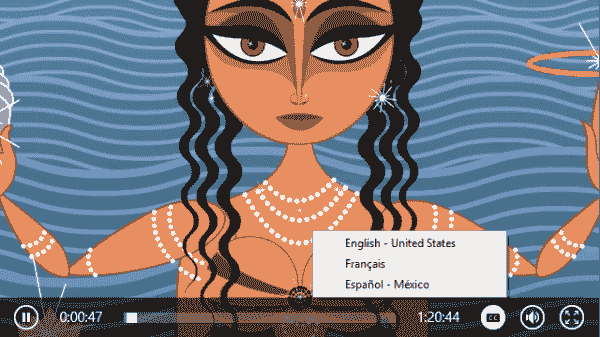 English - United States
Français
Español - México
0:00:47
1:20:44
CC